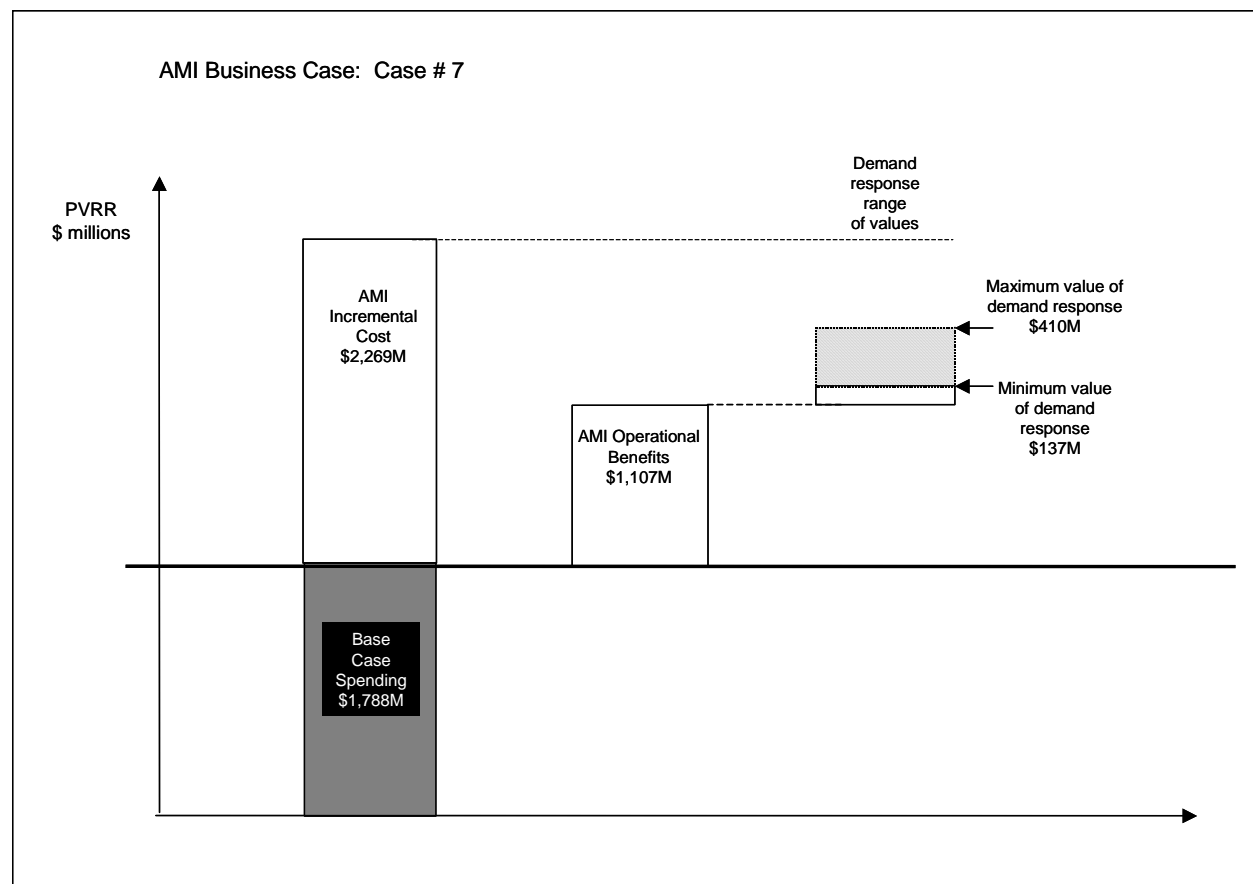 AMI Business Case: Case # 7
PVRR
$ millions
Demand
response
range
of values
AMI
Incremental
Cost
$2,269M
Maximum value of
demand response
$410M
Minimum value
of demand
response
$137M
AMI Operational
Benefits
$1,107M
Base
Case
Spending
$1,788M